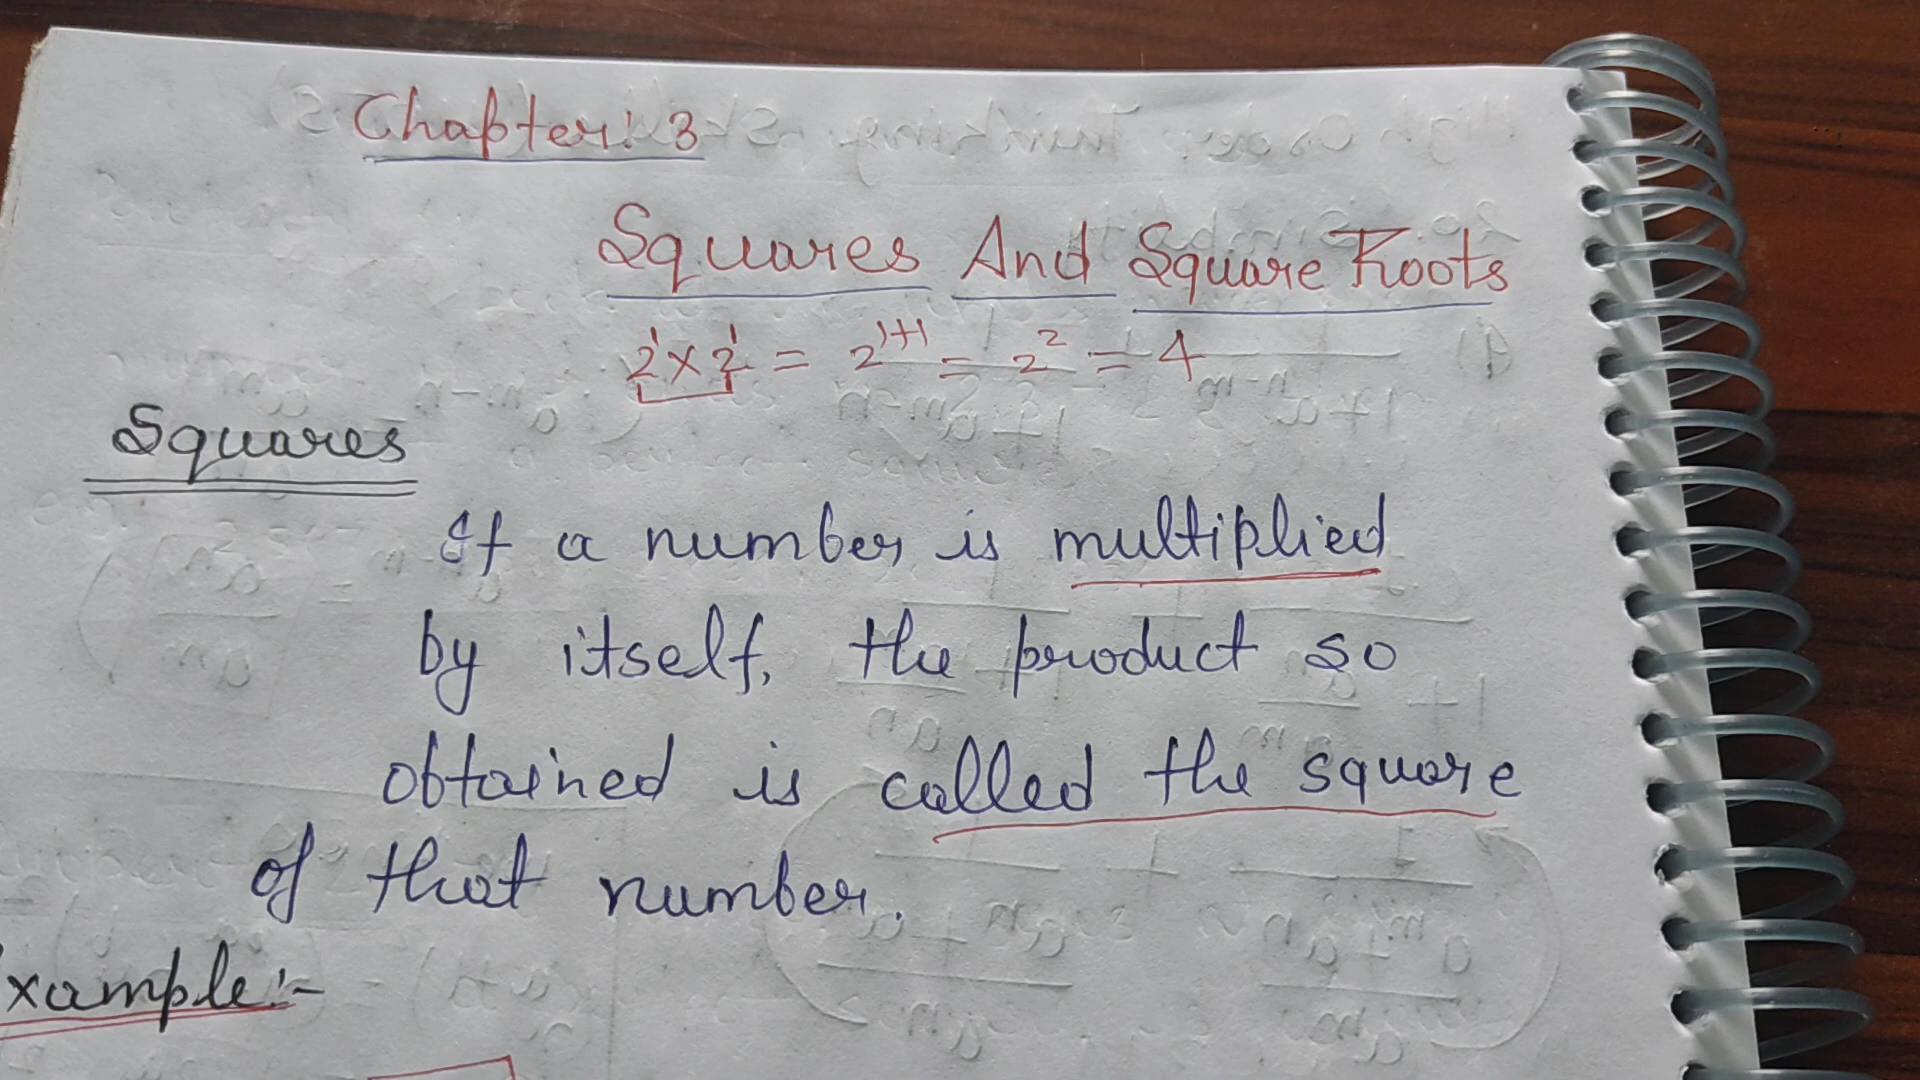 Chapter: 3
Squares And Square Roots
2¹ × 2¹ = 2¹⁺¹ = 2² = 4
Squares
If a number is multiplied
by itself, the product so
obtained is called the square
of that number.
xample:-